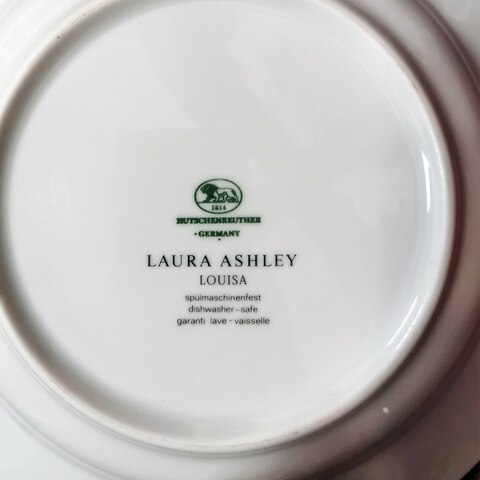 1814
HUTSCHENREUTHER
· GERMANY ·
LAURA ASHLEY
LOUISA
spülmaschinenfest
dishwasher-safe
garanti lave-vaisselle